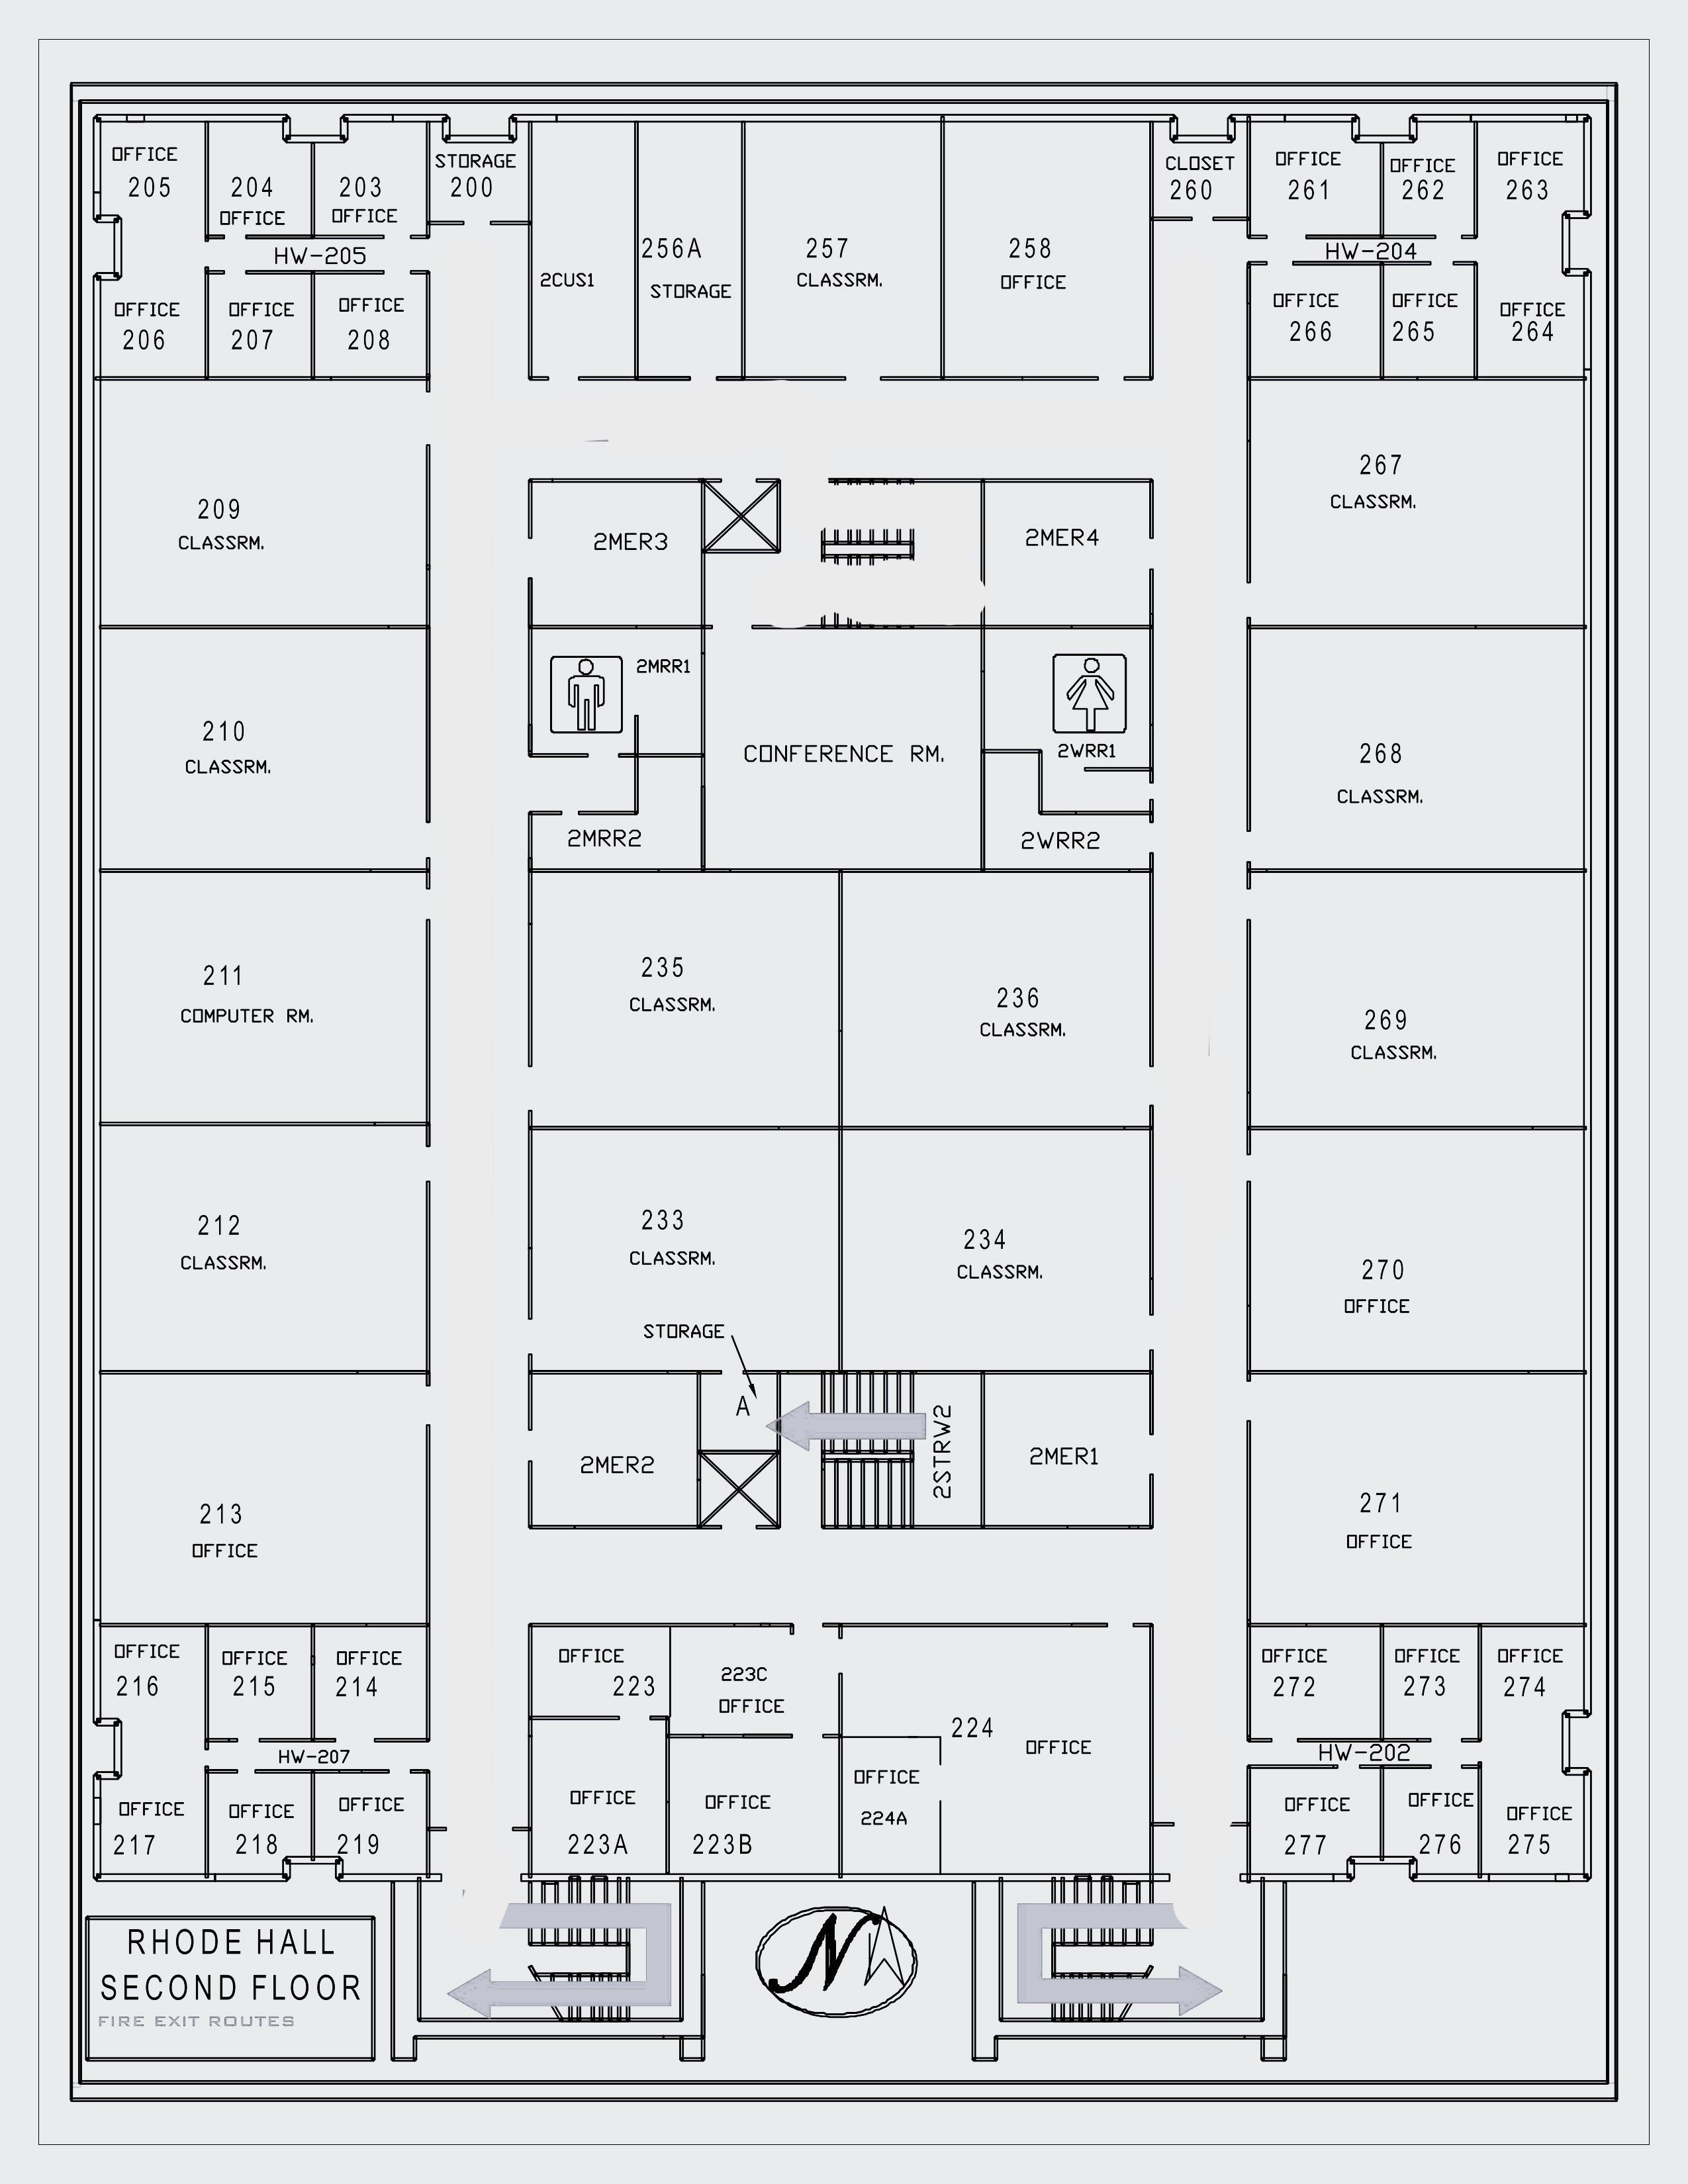 OFFICE
205
204
OFFICE
203
OFFICE
STORAGE
200
HW-205
OFFICE
206
OFFICE
207
OFFICE
208
2CUS1
256A
STORAGE
257
CLASSRM.
258
OFFICE
CLOSET
260
OFFICE
261
OFFICE
262
OFFICE
263
HW-204
OFFICE
266
OFFICE
265
OFFICE
264
209
CLASSRM.
2MER3
2MER4
267
CLASSRM.
210
CLASSRM.
2MRR1
CONFERENCE RM.
2WRR1
2MRR2
2WRR2
268
CLASSRM.
211
COMPUTER RM.
235
CLASSRM.
236
CLASSRM.
269
CLASSRM.
212
CLASSRM.
233
CLASSRM.
234
CLASSRM.
270
OFFICE
STORAGE
A
2MER2
2STRW2
2MER1
213
OFFICE
271
OFFICE
OFFICE
216
OFFICE
215
OFFICE
214
HW-207
OFFICE
217
OFFICE
218
OFFICE
219
OFFICE
223
223C
OFFICE
OFFICE
223A
OFFICE
223B
224
OFFICE
OFFICE
224A
OFFICE
272
OFFICE
273
OFFICE
274
HW-202
OFFICE
277
OFFICE
276
OFFICE
275
RHODE HALL
SECOND FLOOR
FIRE EXIT ROUTES
N